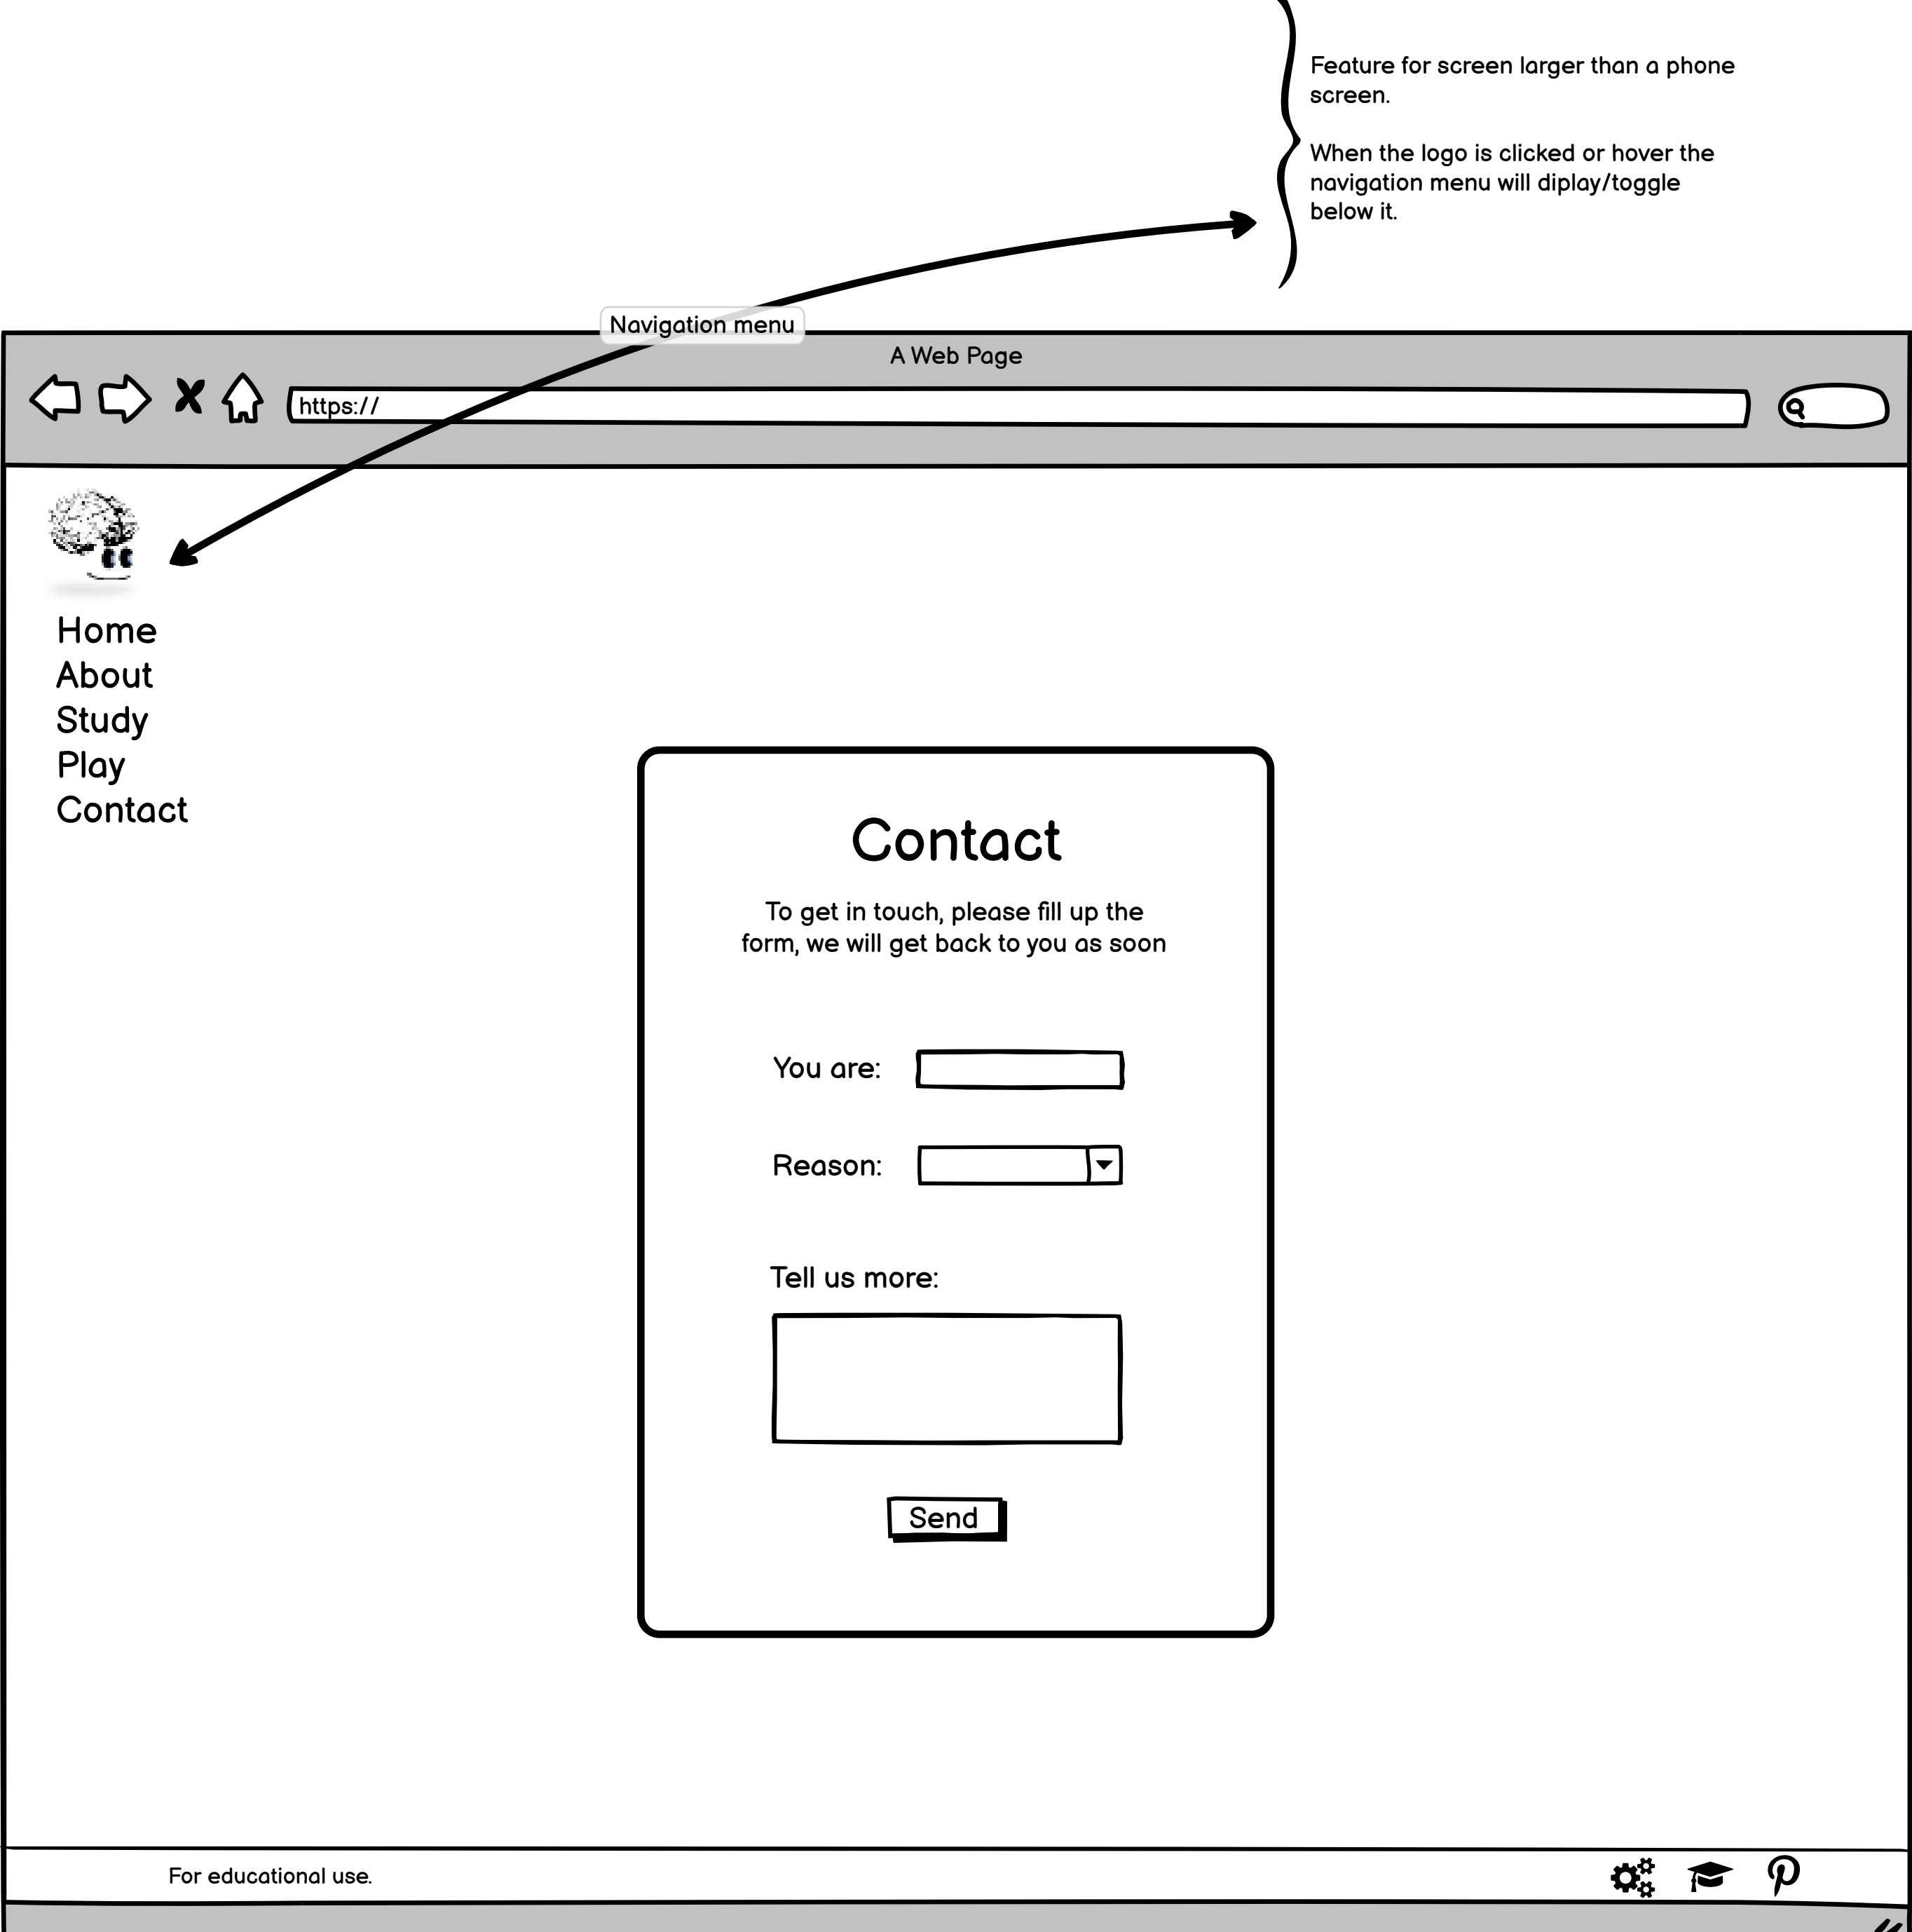 Feature for screen larger than a phone
screen.
When the logo is clicked or hover the
navigation menu will diplay/toggle
below it.
Navigation menu
A Web Page
https://
Home
About
Study
Play
Contact
Contact
To get in touch, please fill up the
form, we will get back to you as soon
You are:
Reason:
Tell us more:
Send
For educational use.